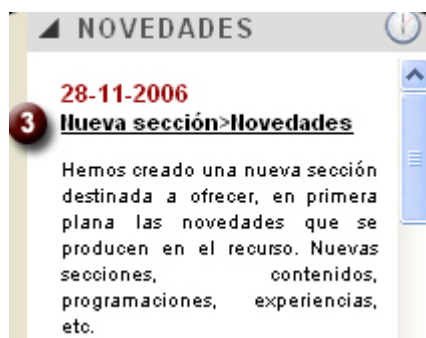 NOVEDADES
28-11-2006
3 Nueva sección>Novedades
Hemos creado una nueva sección
destinada a ofrecer, en primera
plana las novedades que se
producen en el recurso. Nuevas
secciones, contenidos,
programaciones, experiencias,
etc.